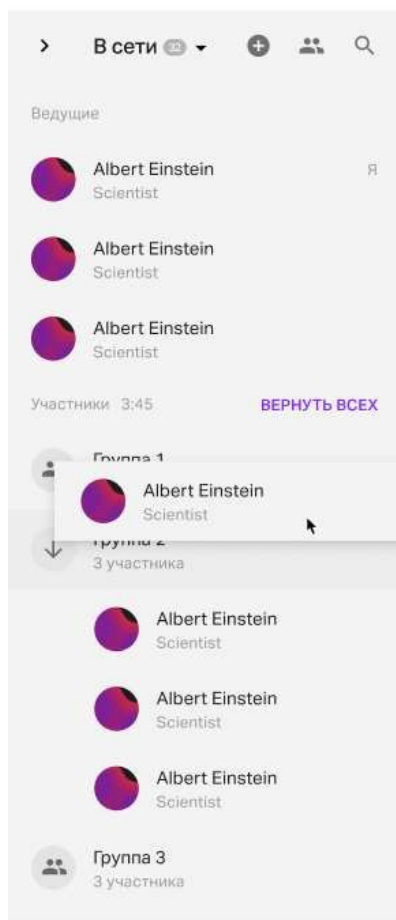 В сети 32
Ведущие
Albert Einstein
Я
Scientist
Albert Einstein
Scientist
Albert Einstein
Scientist
Участники 3:45
ВЕРНУТЬ ВСЕХ
Группа 1
Albert Einstein
Scientist
Группа 2
3 участника
Albert Einstein
Scientist
Albert Einstein
Scientist
Albert Einstein
Scientist
Группа 3
3 участника